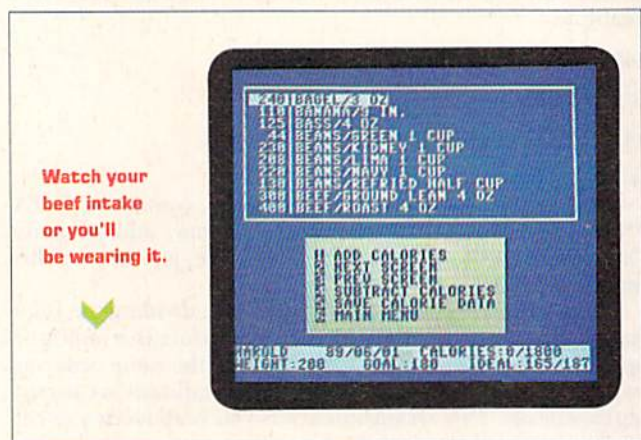 Watch your
beef intake
or you'll
be wearing it.
240 BAGEL/3 OZ
110 BANANA/9 IN.
125 BASS/4 OZ
44 BEANS/GREEN 1 CUP
230 BEANS/KIDNEY 1 CUP
208 BEANS/LIMA 1 CUP
220 BEANS/NAVY 1 CUP
130 BEANS/REFRIED HALF CUP
300 BEEF/GROUND LEAN 4 OZ
400 BEEF/ROAST 4 OZ
ADD CALORIES
NEXT SCREEN
PREV SCREEN
SUBTRACT CALORIES
SAVE CALORIE DATA
MAIN MENU
HAROLD 89/06/01 CALORIES:0/1800
WEIGHT:200 GOAL:180 IDEAL:165/187